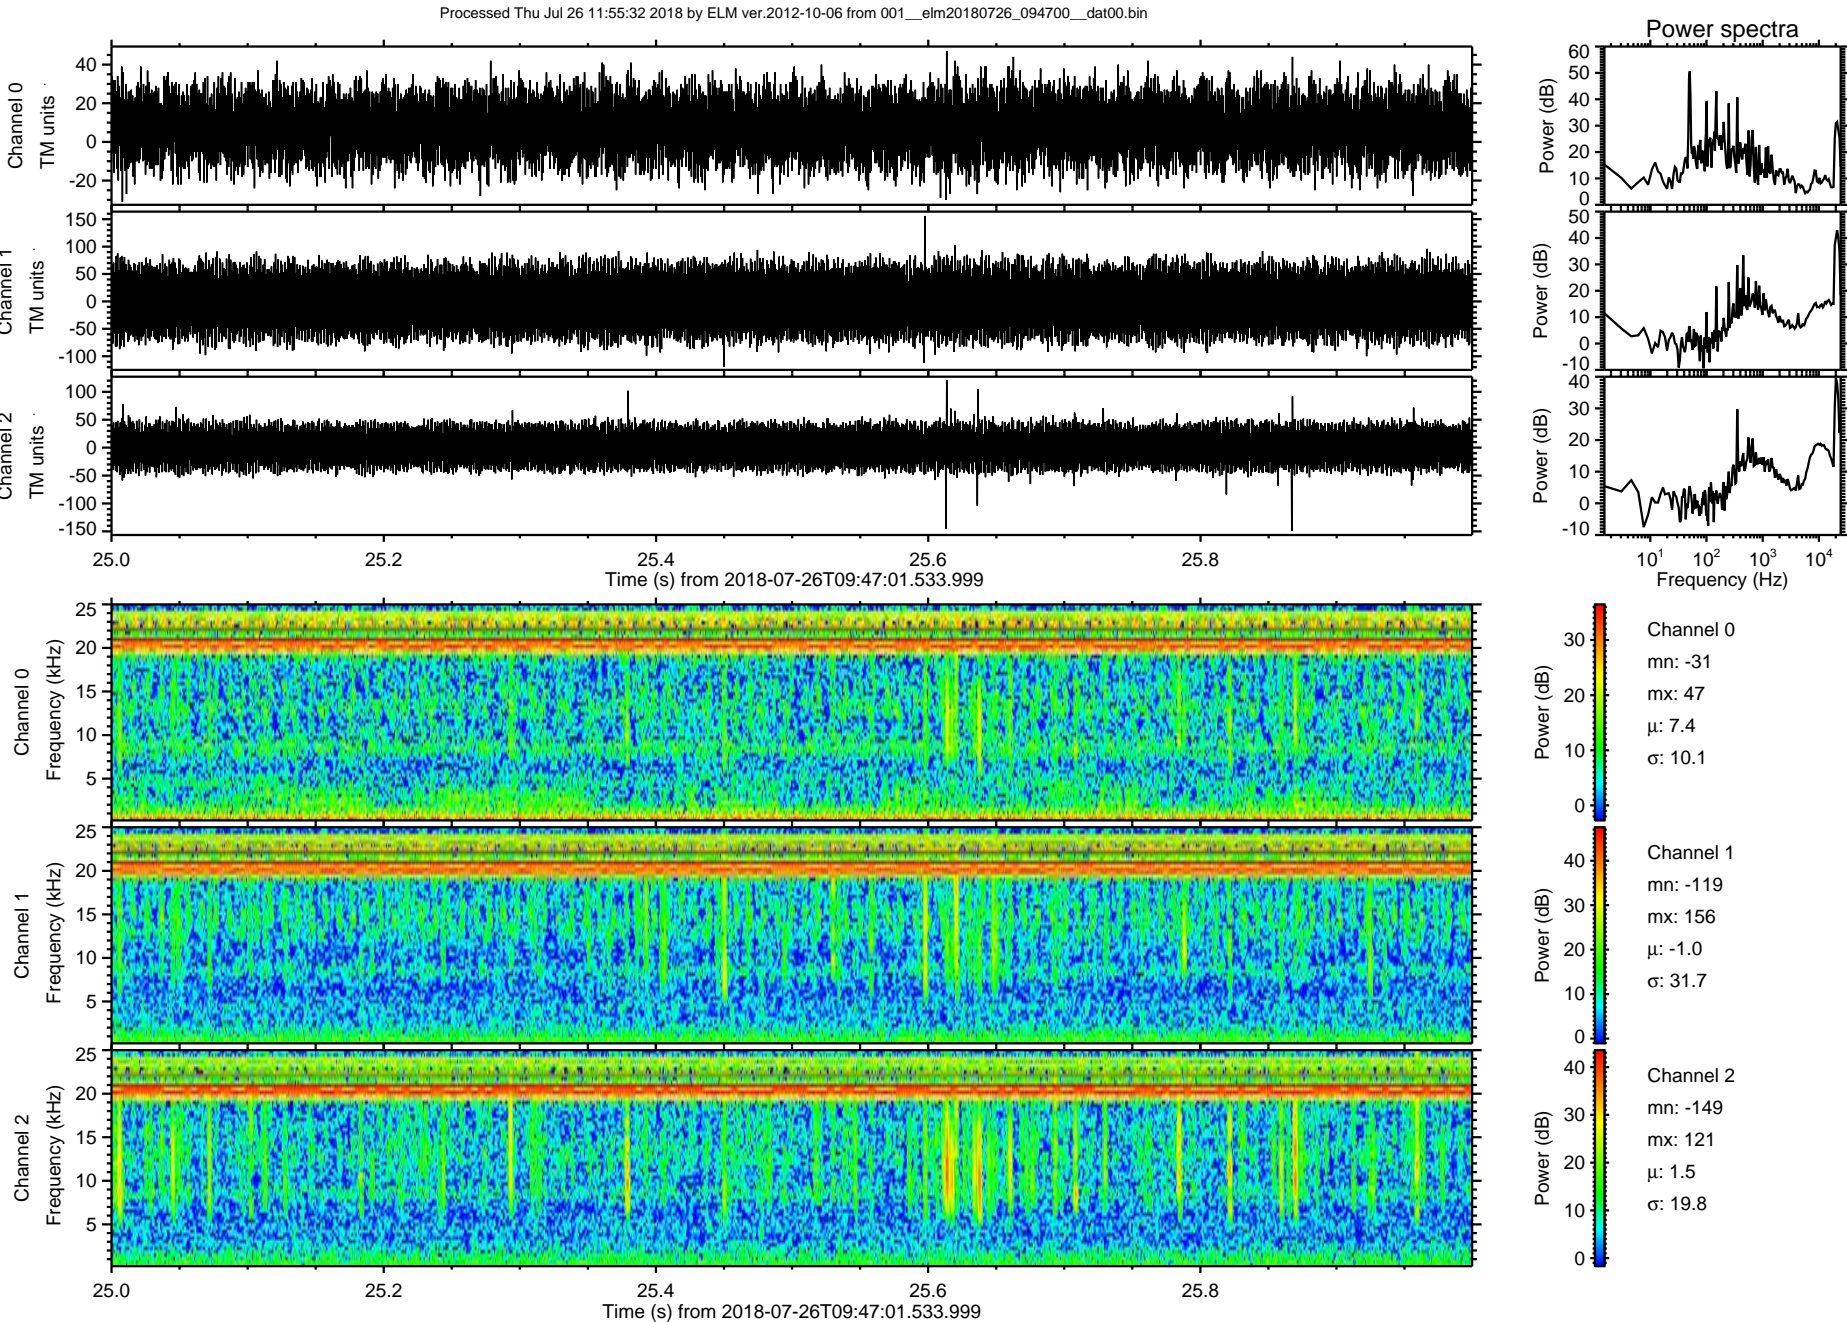 Processed Thu Jul 26 11:55:32 2018 by ELM ver.2012-10-06 from 001__elm20180726_094700__dat00.bin
Power spectra
Channel 0
TM units
40
20
0
-20
Power (dB)
60
50
40
30
20
10
0
Channel 1
TM units
150
100
50
0
-50
-100
Power (dB)
50
40
30
20
10
0
-10
Channel 2
TM units
100
50
0
-50
-100
-150
Power (dB)
40
30
20
10
0
-10
25.0 25.2 25.4 25.6 25.8
Time (s) from 2018-07-26T09:47:01.533.999
10¹ 10² 10³ 10⁴
Frequency (Hz)
Channel 0
Frequency (kHz)
25
20
15
10
5
Power (dB)
30
20
10
0
Channel 0
mn: -31
mx: 47
μ: 7.4
σ: 10.1
Channel 1
Frequency (kHz)
25
20
15
10
5
Power (dB)
40
30
20
10
0
Channel 1
mn: -119
mx: 156
μ: -1.0
σ: 31.7
Channel 2
Frequency (kHz)
25
20
15
10
5
Power (dB)
40
30
20
10
0
Channel 2
mn: -149
mx: 121
μ: 1.5
σ: 19.8
25.0 25.2 25.4 25.6 25.8
Time (s) from 2018-07-26T09:47:01.533.999